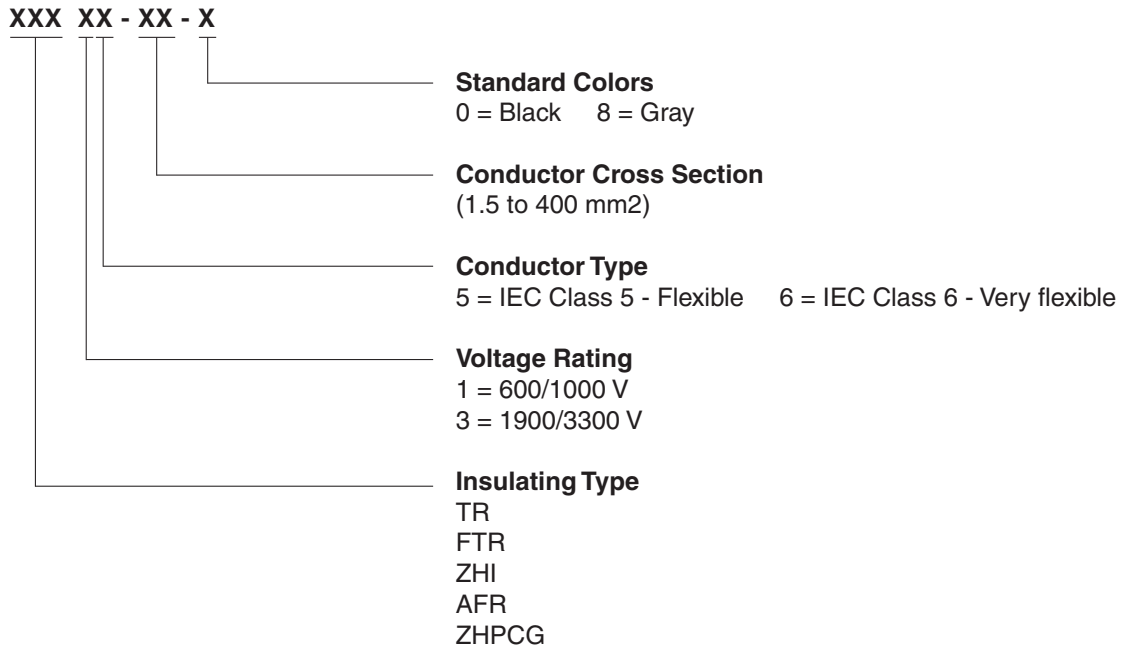 XXX XX - XX - X
Standard Colors
0 = Black 8 = Gray
Conductor Cross Section
(1.5 to 400 mm2)
Conductor Type
5 = IEC Class 5 - Flexible 6 = IEC Class 6 - Very flexible
Voltage Rating
1 = 600/1000 V
3 = 1900/3300 V
Insulating Type
TR
FTR
ZHI
AFR
ZHPCG